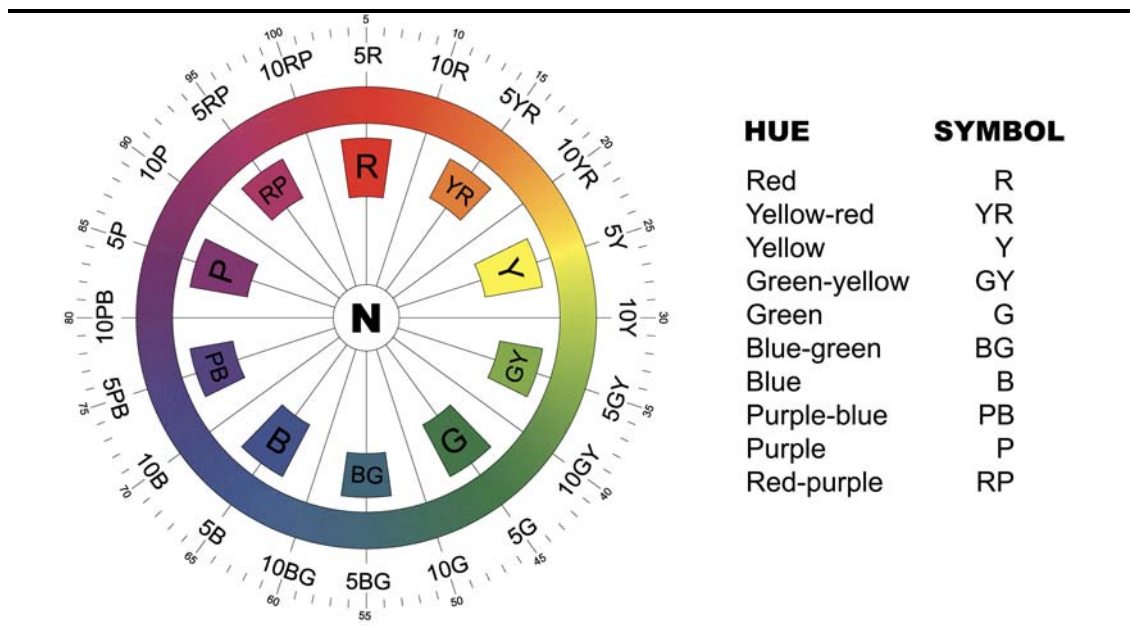 5
10
15
20
25
30
35
40
45
50
55
60
65
70
75
80
85
90
95
100
5R
10R
5YR
10YR
5Y
10Y
5GY
10GY
5G
10G
5BG
10BG
5B
10B
5PB
10PB
5P
10P
5RP
10RP
R
YR
Y
GY
G
BG
B
PB
P
RP
N
HUE SYMBOL
Red R
Yellow-red YR
Yellow Y
Green-yellow GY
Green G
Blue-green BG
Blue B
Purple-blue PB
Purple P
Red-purple RP